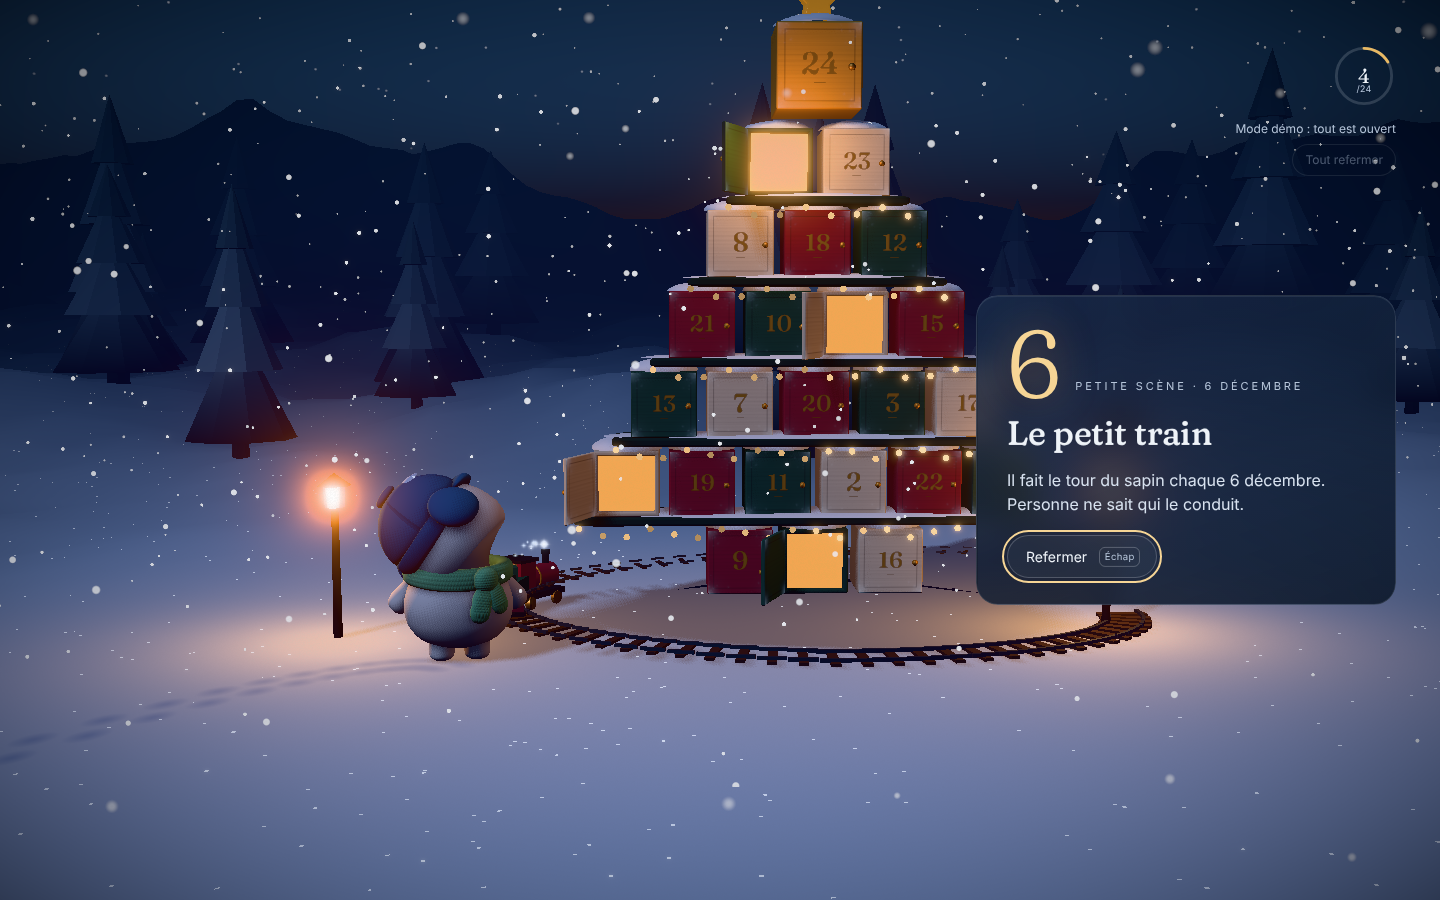 24
4
/24
Mode démo : tout est ouvert
Tout refermer
23
8 18 12
21 10 15
13 7 20 3 17
19 11 2 22
9 16
6
PETITE SCÈNE · 6 DÉCEMBRE
Le petit train
Il fait le tour du sapin chaque 6 décembre.
Personne ne sait qui le conduit.
Refermer Échap